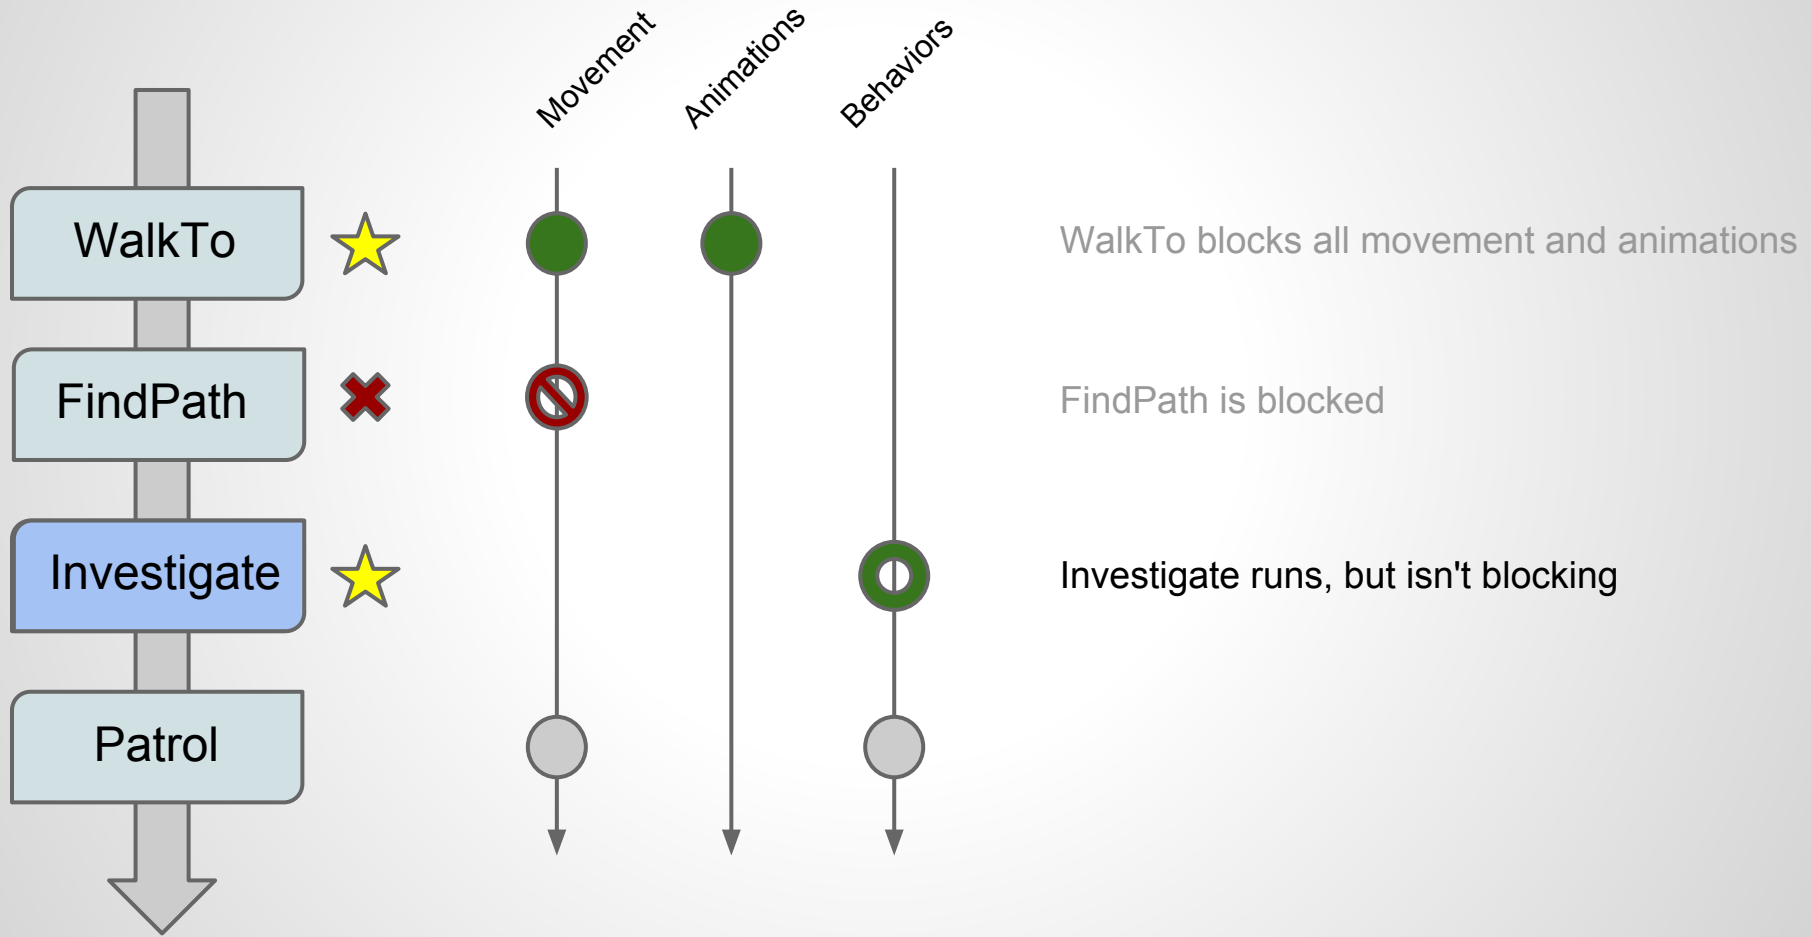 Movement
Animations
Behaviors
WalkTo
WalkTo blocks all movement and animations
FindPath
FindPath is blocked
Investigate
Investigate runs, but isn't blocking
Patrol